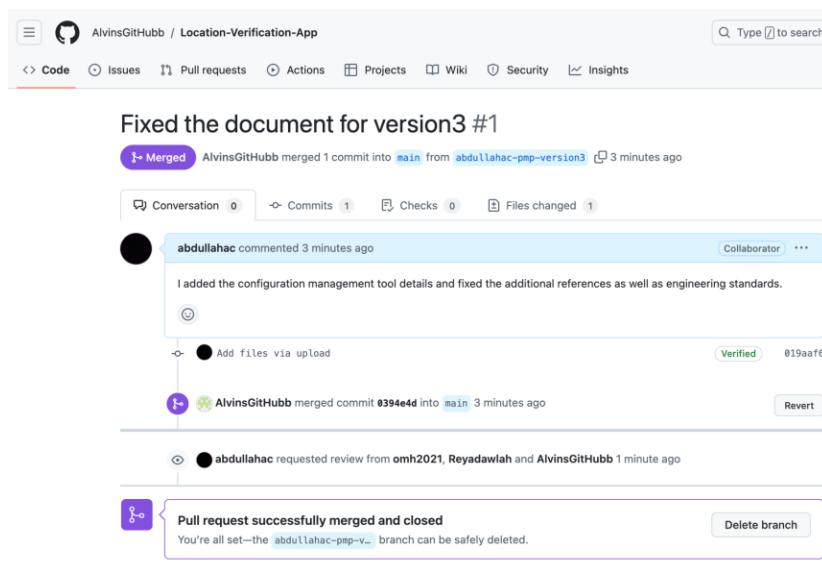 AlvinsGitHubb / Location-Verification-App
Type / to search
Code Issues Pull requests Actions Projects Wiki Security Insights
Fixed the document for version3 #1
Merged AlvinsGitHubb merged 1 commit into main from abdullahac-pmp-version3 3 minutes ago
Conversation 0 Commits 1 Checks 0 Files changed 1
abdullahac commented 3 minutes ago Collaborator ...
I added the configuration management tool details and fixed the additional references as well as engineering standards.
Add files via upload Verified 019aaf6
AlvinsGitHubb merged commit 0394e4d into main 3 minutes ago Revert
abdullahac requested review from omh2021, Reyadawlah and AlvinsGitHubb 1 minute ago
Pull request successfully merged and closed
Delete branch
You're all set—the abdullahac-pmp-v… branch can be safely deleted.